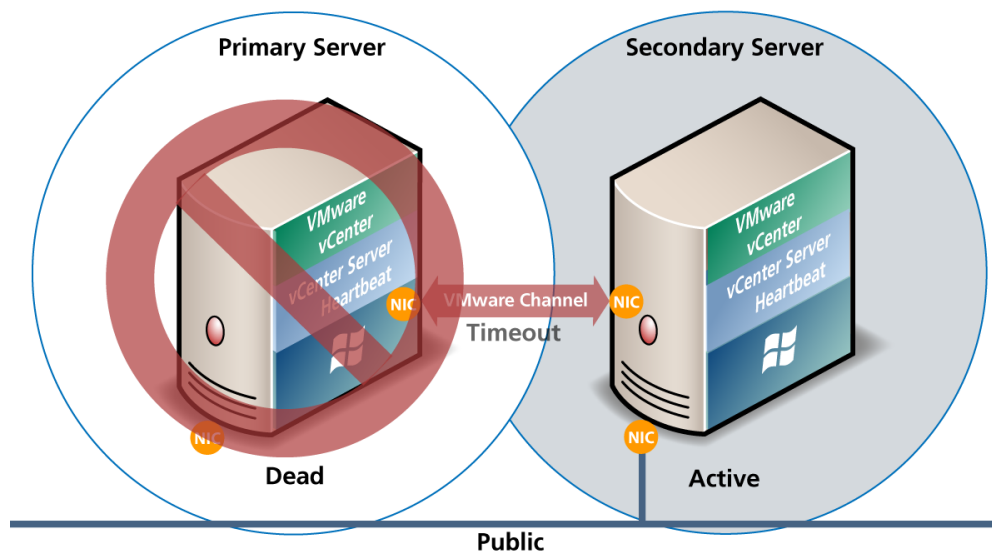 Primary Server
Secondary Server
VMware
vCenter
vCenter Server
Heartbeat
NIC
VMware Channel
Timeout
NIC
VMware
vCenter
vCenter Server
Heartbeat
NIC
NIC
Dead
Active
Public